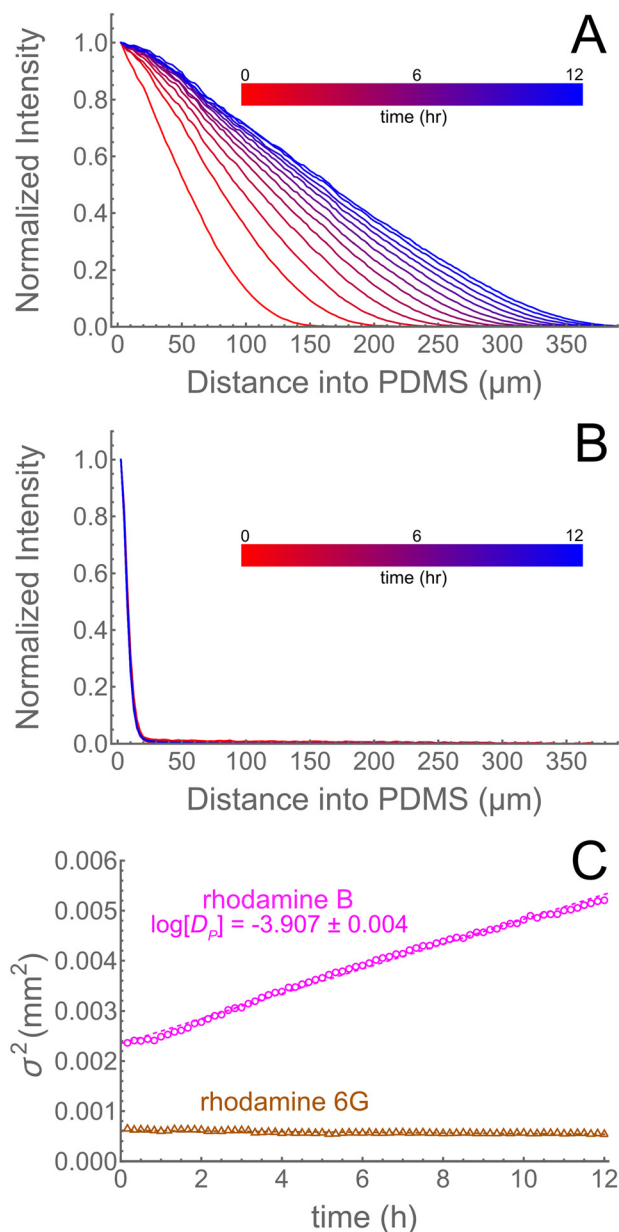 A
1.0
0.8
0.6
0.4
0.2
0.0
Normalized Intensity
0 6 12
time (hr)
0 50 100 150 200 250 300 350
Distance into PDMS (µm)
B
1.0
0.8
0.6
0.4
0.2
0.0
Normalized Intensity
0 6 12
time (hr)
0 50 100 150 200 250 300 350
Distance into PDMS (µm)
C
0.006
0.005
0.004
0.003
0.002
0.001
0.000
σ² (mm²)
rhodamine B
log[D_P] = -3.907 ± 0.004
rhodamine 6G
0 2 4 6 8 10 12
time (h)